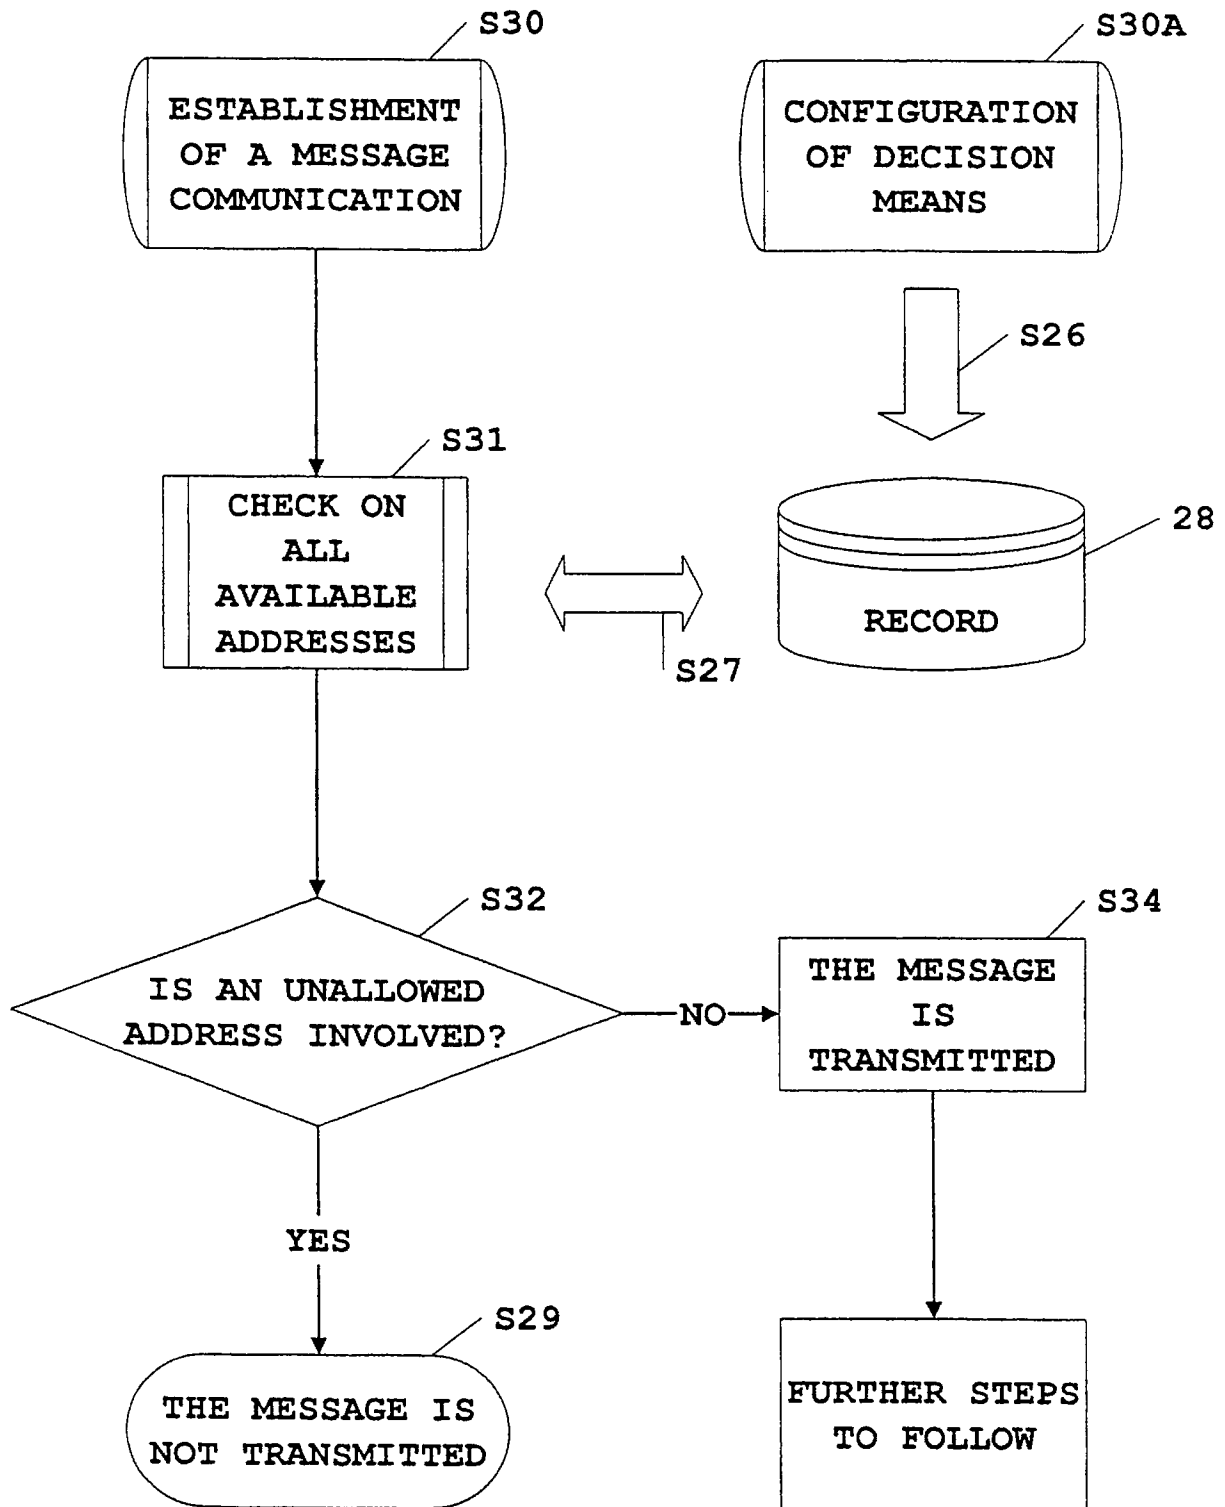 S30
ESTABLISHMENT
OF A MESSAGE
COMMUNICATION
S30A
CONFIGURATION
OF DECISION
MEANS
S26
S31
CHECK ON
ALL
AVAILABLE
ADDRESSES
S27
28
RECORD
S32
IS AN UNALLOWED
ADDRESS INVOLVED?
NO
S34
THE MESSAGE
IS
TRANSMITTED
YES
S29
THE MESSAGE IS
NOT TRANSMITTED
FURTHER STEPS
TO FOLLOW